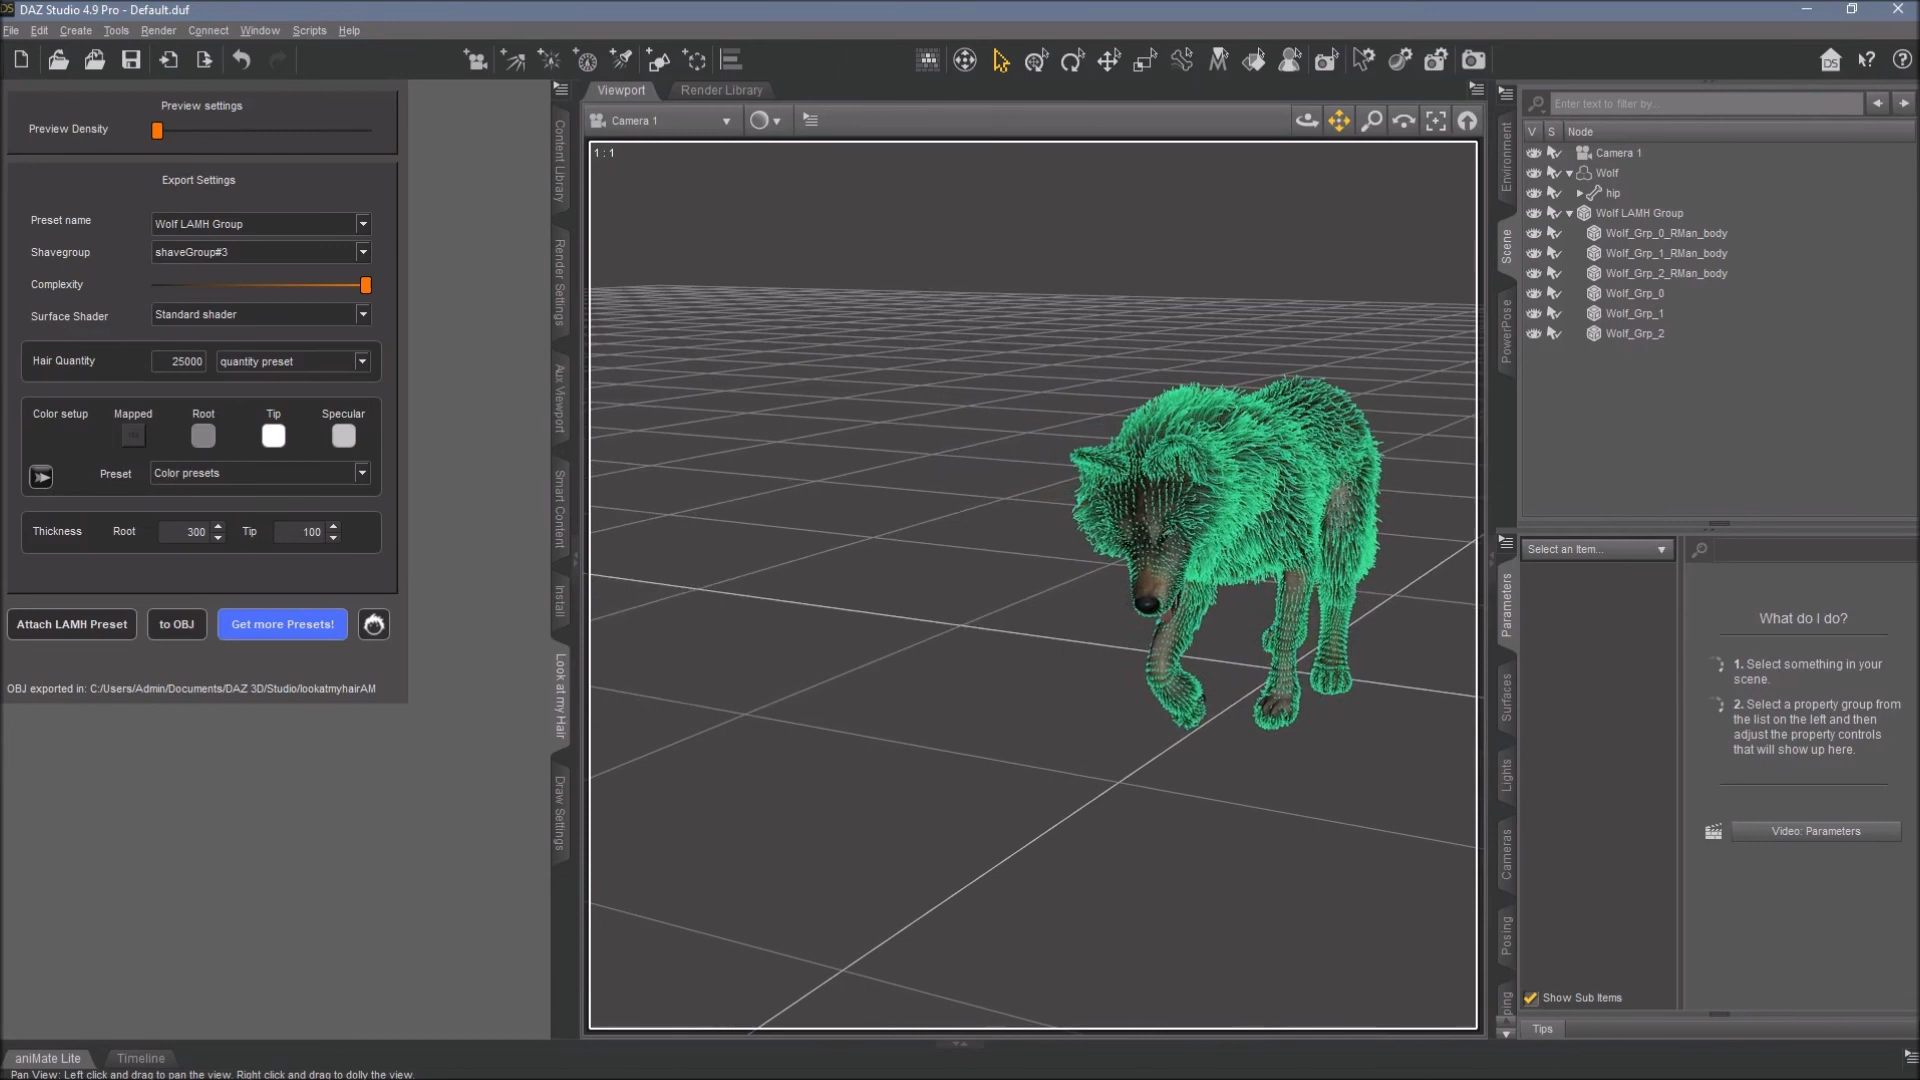 DAZ Studio 4.9 Pro - Default.duf
File Edit Create Tools Render Connect Window Scripts Help
Preview settings
Preview Density
Export Settings
Preset name Wolf LAMH Group
Shavegroup shaveGroup#3
Complexity
Surface Shader Standard shader
Hair Quantity 25000 quantity preset
Color setup Mapped Root Tip Specular
Preset Color presets
Thickness Root 300 Tip 100
Attach LAMH Preset to OBJ Get more Presets!
OBJ exported in: C:/Users/Admin/Documents/DAZ 3D/Studio/lookatmyhairAM
Content Library
Render Settings
Aux Viewport
Smart Content
Install
Look at my Hair
Draw Settings
Viewport Render Library
Camera 1
1 : 1
Environment
Scene
PowerPose
Enter text to filter by...
V S Node
Camera 1
Wolf
hip
Wolf LAMH Group
Wolf_Grp_0_RMan_body
Wolf_Grp_1_RMan_body
Wolf_Grp_2_RMan_body
Wolf_Grp_0
Wolf_Grp_1
Wolf_Grp_2
Parameters
Surfaces
Lights
Cameras
Posing
Select an Item...
What do I do?
1. Select something in your
scene.
2. Select a property group from
the list on the left and then
adjust the property controls
that will show up here.
Video: Parameters
Show Sub Items
Tips
aniMate Lite Timeline
Pan View: Left click and drag to pan the view. Right click and drag to dolly the view.